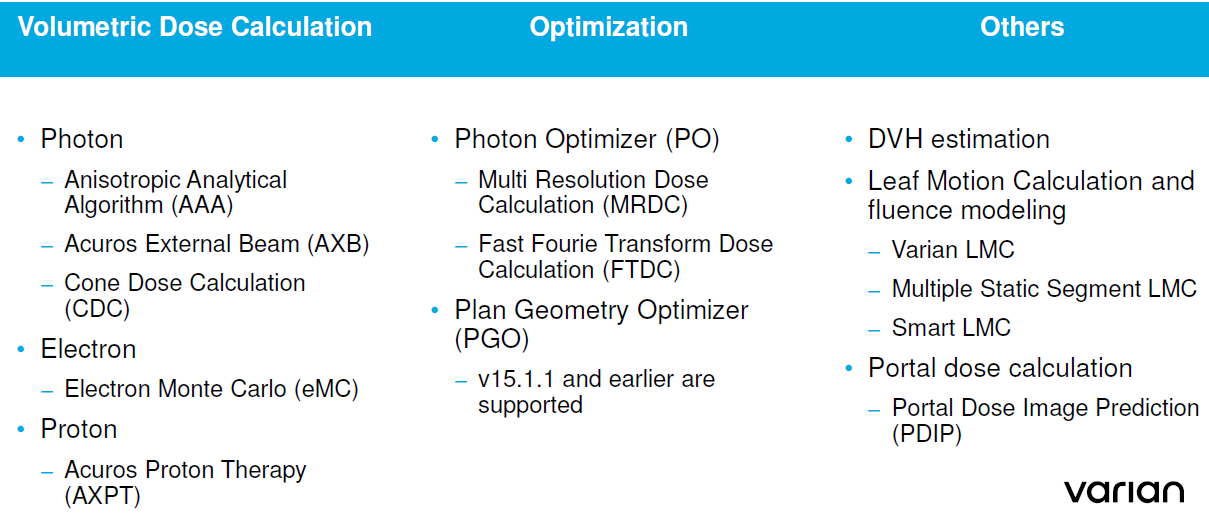 Volumetric Dose Calculation
Optimization
Others
• Photon
– Anisotropic Analytical
Algorithm (AAA)
– Acuros External Beam (AXB)
– Cone Dose Calculation
(CDC)
• Electron
– Electron Monte Carlo (eMC)
• Proton
– Acuros Proton Therapy
(AXPT)
• Photon Optimizer (PO)
– Multi Resolution Dose
Calculation (MRDC)
– Fast Fourie Transform Dose
Calculation (FTDC)
• Plan Geometry Optimizer
(PGO)
– v15.1.1 and earlier are
supported
• DVH estimation
• Leaf Motion Calculation and
fluence modeling
– Varian LMC
– Multiple Static Segment LMC
– Smart LMC
• Portal dose calculation
– Portal Dose Image Prediction
(PDIP)
varian